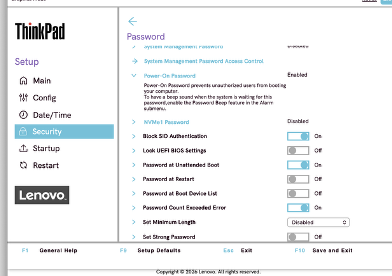 ThinkPad
Setup
Main
Config
Date/Time
Security
Startup
Restart
Lenovo
Password
System Management Password
System Management Password Access Control
Power-On Password Enabled
Power-On Password prevents unauthorized users from booting
your computer.
To have a beep sound when the system is waiting for this
password,enable the Password Beep feature in the Alarm
submenu.
NVMe1 Password Disabled
Block SID Authentication On
Lock UEFI BIOS Settings Off
Password at Unattended Boot On
Password at Restart Off
Password at Boot Device List Off
Password Count Exceeded Error On
Set Minimum Length Disabled
Set Strong Password Off
F1 General Help F9 Setup Defaults Esc Exit F10 Save and Exit
Copyright © 2026 Lenovo. All rights reserved.